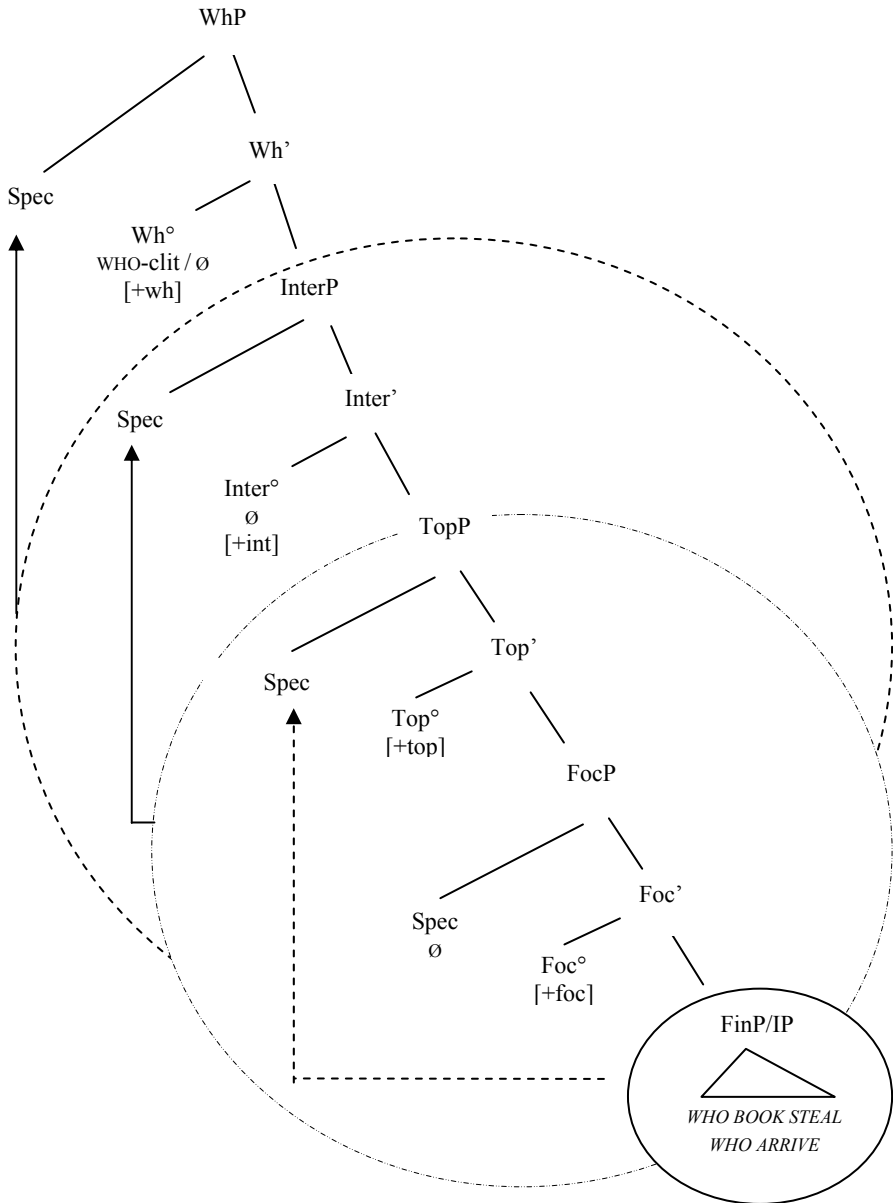 WhP
Wh’
Spec
Wh°
WHO-clit / Ø
[+wh]
InterP
Inter’
Spec
Inter°
Ø
[+int]
TopP
Top’
Spec
Top°
[+top]
FocP
Foc’
Spec
Ø
Foc°
[+foc]
FinP/IP
WHO BOOK STEAL
WHO ARRIVE